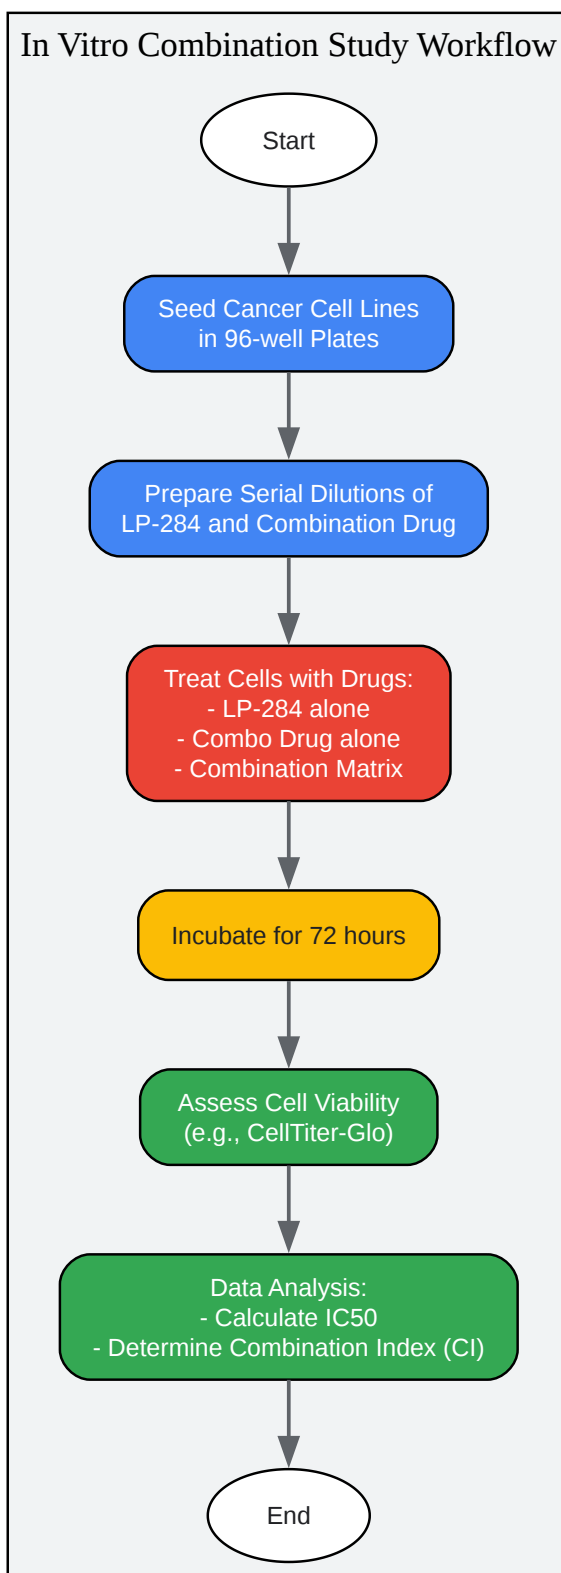 In Vitro Combination Study Workflow
Start
Seed Cancer Cell Lines
in 96-well Plates
Prepare Serial Dilutions of
LP-284 and Combination Drug
Treat Cells with Drugs:
- LP-284 alone
- Combo Drug alone
- Combination Matrix
Incubate for 72 hours
Assess Cell Viability
(e.g., CellTiter-Glo)
Data Analysis:
- Calculate IC50
- Determine Combination Index (CI)
End